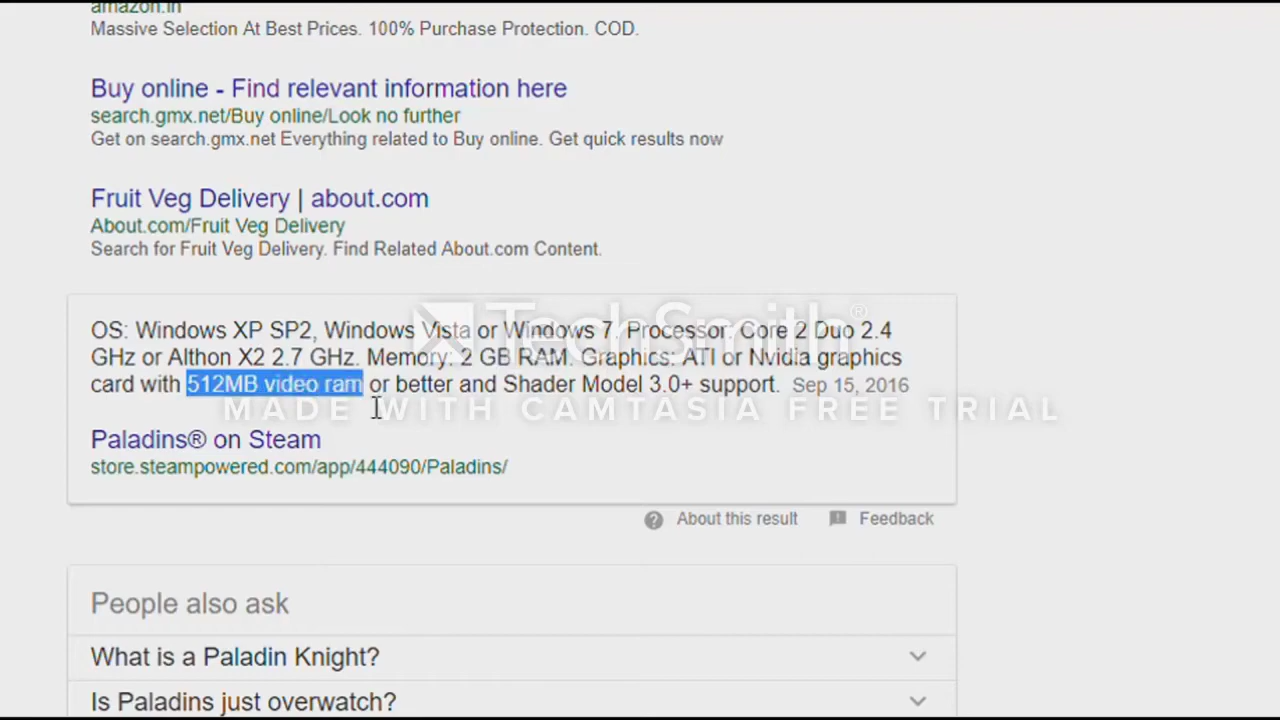 amazon.in
Massive Selection At Best Prices. 100% Purchase Protection. COD.
Buy online - Find relevant information here
search.gmx.net/Buy online/Look no further
Get on search.gmx.net Everything related to Buy online. Get quick results now
Fruit Veg Delivery | about.com
About.com/Fruit Veg Delivery
Search for Fruit Veg Delivery. Find Related About.com Content.
TechSmith®
OS: Windows XP SP2, Windows Vista or Windows 7. Processor: Core 2 Duo 2.4
GHz or Althon X2 2.7 GHz. Memory: 2 GB RAM. Graphics: ATI or Nvidia graphics
card with 512MB video ram or better and Shader Model 3.0+ support. Sep 15, 2016
MADE WITH CAMTASIA FREE TRIAL
Paladins® on Steam
store.steampowered.com/app/444090/Paladins/
About this result Feedback
People also ask
What is a Paladin Knight?
Is Paladins just overwatch?